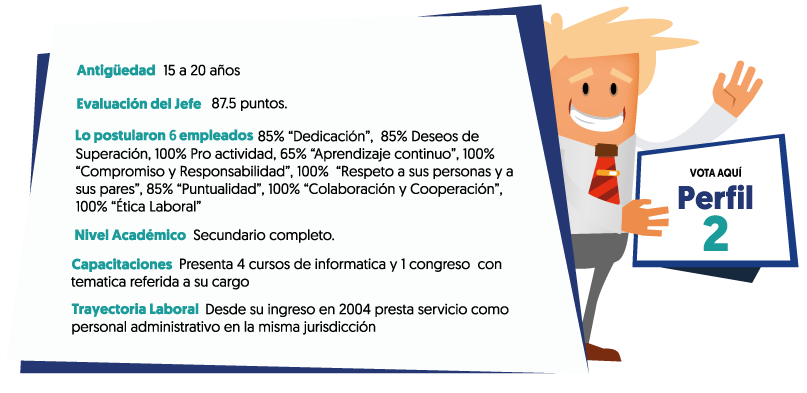 Antigüedad 15 a 20 años
Evaluación del Jefe 87.5 puntos.
Lo postularon 6 empleados 85% “Dedicación”, 85% Deseos de
Superación, 100% Pro actividad, 65% “Aprendizaje continuo”, 100%
“Compromiso y Responsabilidad”, 100% “Respeto a sus personas y a
sus pares”, 85% “Puntualidad”, 100% “Colaboración y Cooperación”,
100% “Ética Laboral”
Nivel Académico Secundario completo.
Capacitaciones Presenta 4 cursos de informatica y 1 congreso con
tematica referida a su cargo
Trayectoria Laboral Desde su ingreso en 2004 presta servicio como
personal administrativo en la misma jurisdicción
VOTA AQUÍ
Perfil
2